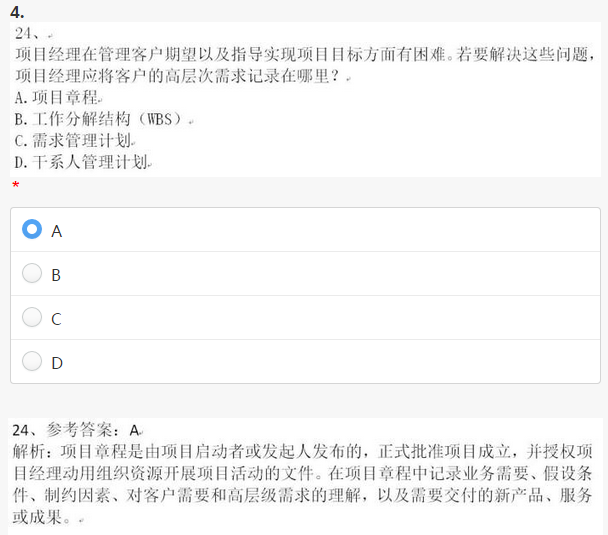 4.
24、
项目经理在管理客户期望以及指导实现项目目标方面有困难。若要解决这些问题，
项目经理应将客户的高层次需求记录在哪里？
A.项目章程
B.工作分解结构（WBS）
C.需求管理计划
D.干系人管理计划
*
A
B
C
D
24、参考答案：A
解析：项目章程是由项目启动者或发起人发布的，正式批准项目成立，并授权项
目经理动用组织资源开展项目活动的文件。在项目章程中记录业务需要、假设条
件、制约因素、对客户需要和高层级需求的理解，以及需要交付的新产品、服务
或成果。